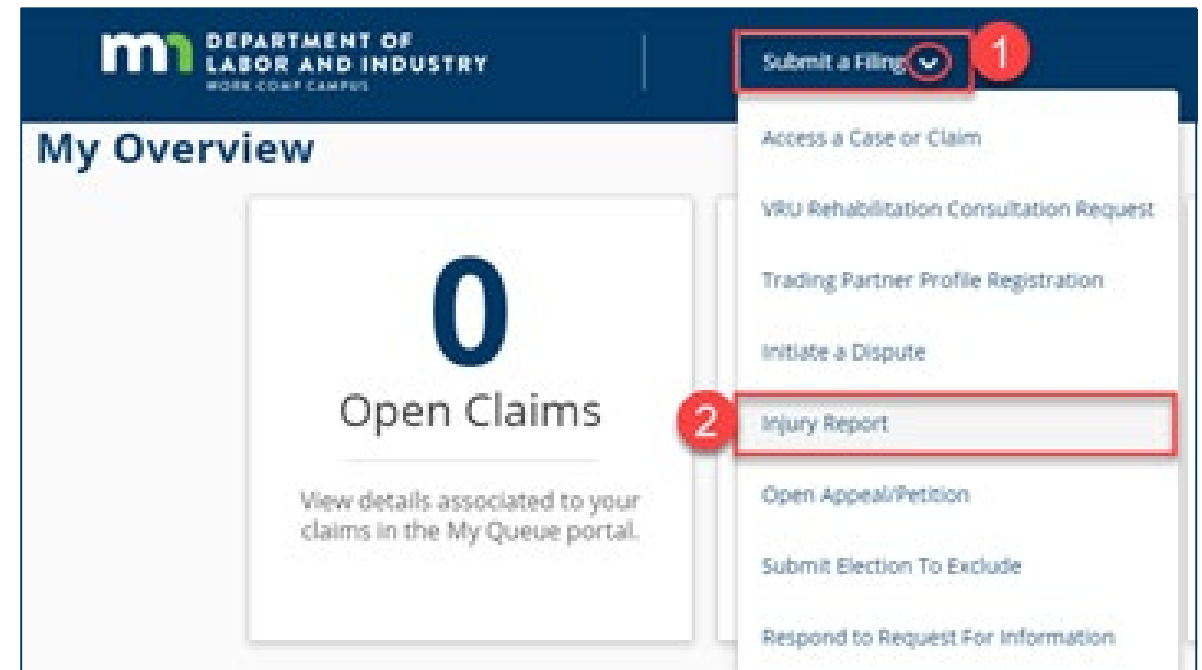 mn DEPARTMENT OF
LABOR AND INDUSTRY
WORK COMP CAMPUS
Submit a Filing
1
My Overview
Access a Case or Claim
VRU Rehabilitation Consultation Request
Trading Partner Profile Registration
Initiate a Dispute
2
Injury Report
Open Appeal/Petition
Submit Election To Exclude
Respond to Request For Information
0
Open Claims
View details associated to your
claims in the My Queue portal.